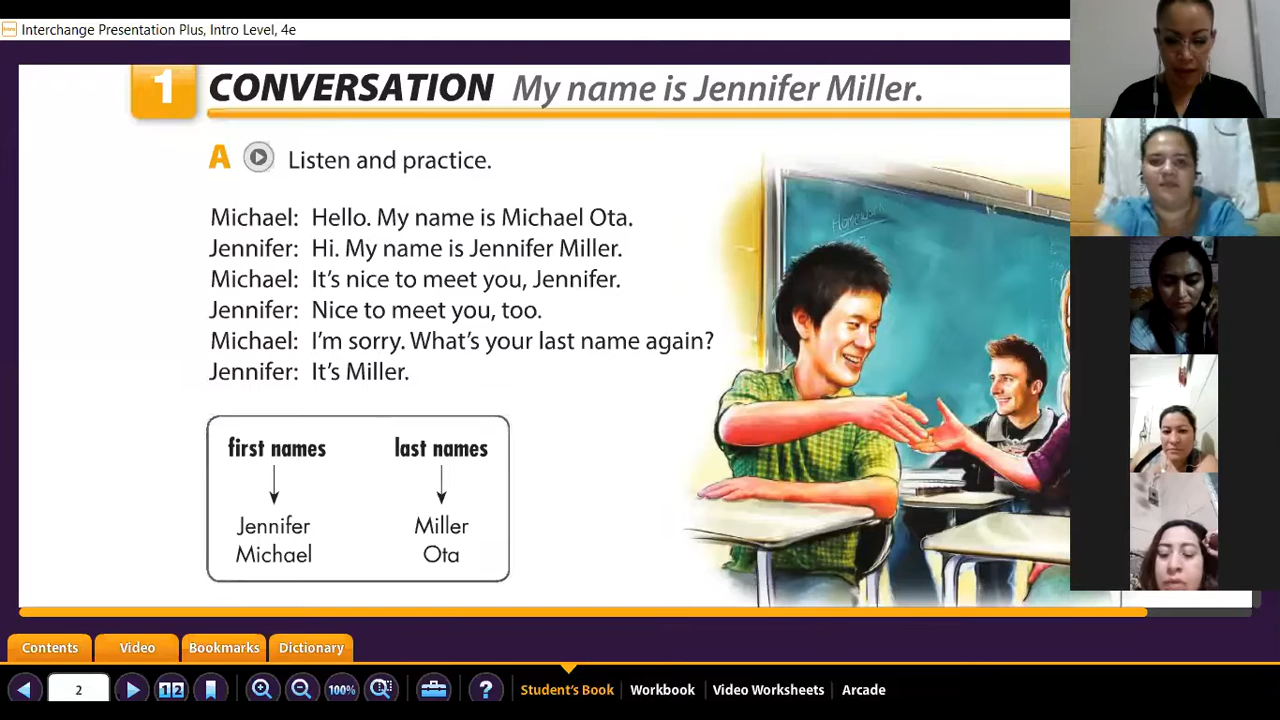 Interchange Presentation Plus, Intro Level, 4e
1 CONVERSATION My name is Jennifer Miller.
A Listen and practice.
Michael: Hello. My name is Michael Ota.
Jennifer: Hi. My name is Jennifer Miller.
Michael: It's nice to meet you, Jennifer.
Jennifer: Nice to meet you, too.
Michael: I'm sorry. What's your last name again?
Jennifer: It's Miller.
first names last names
Jennifer Miller
Michael Ota
Homework
Contents Video Bookmarks Dictionary
2 12 100% ? Student's Book Workbook Video Worksheets Arcade